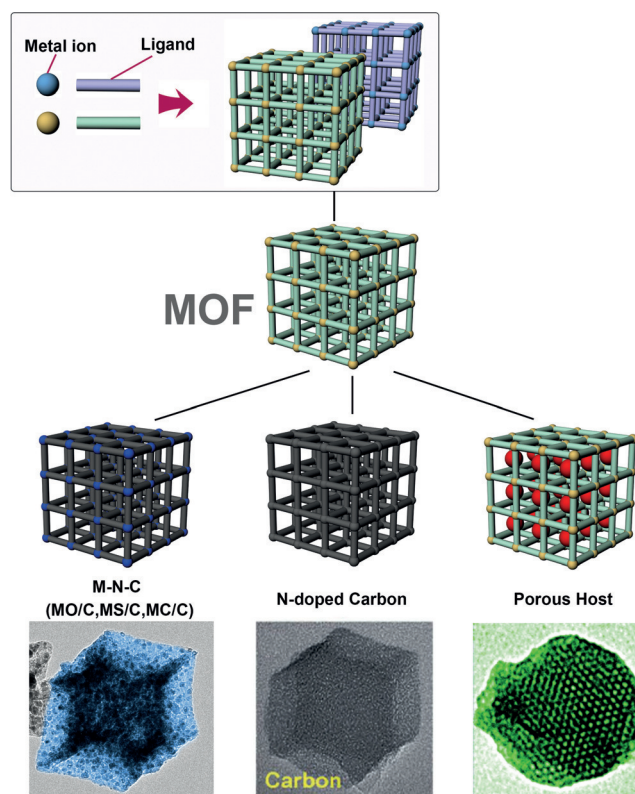 Metal ion
Ligand
MOF
M-N-C
(MO/C,MS/C,MC/C)
N-doped Carbon
Porous Host
Carbon